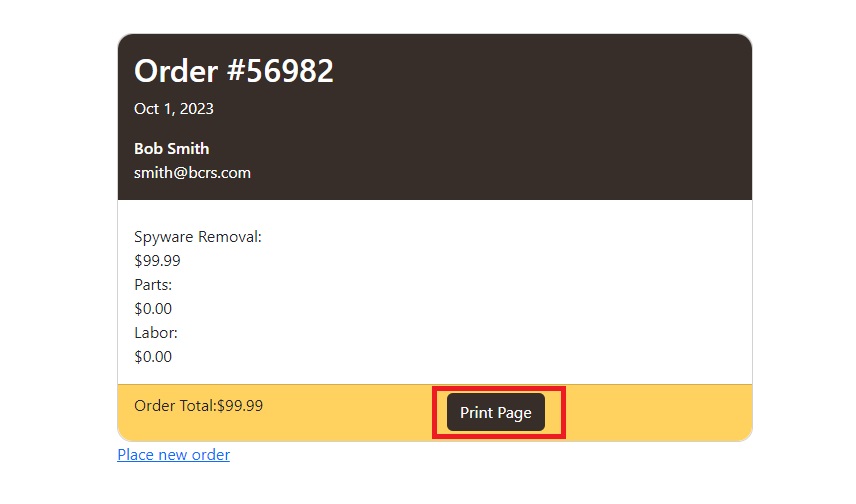 Order #56982
Oct 1, 2023
Bob Smith
smith@bcrs.com
Spyware Removal:
$99.99
Parts:
$0.00
Labor:
$0.00
Order Total:$99.99
Print Page
Place new order